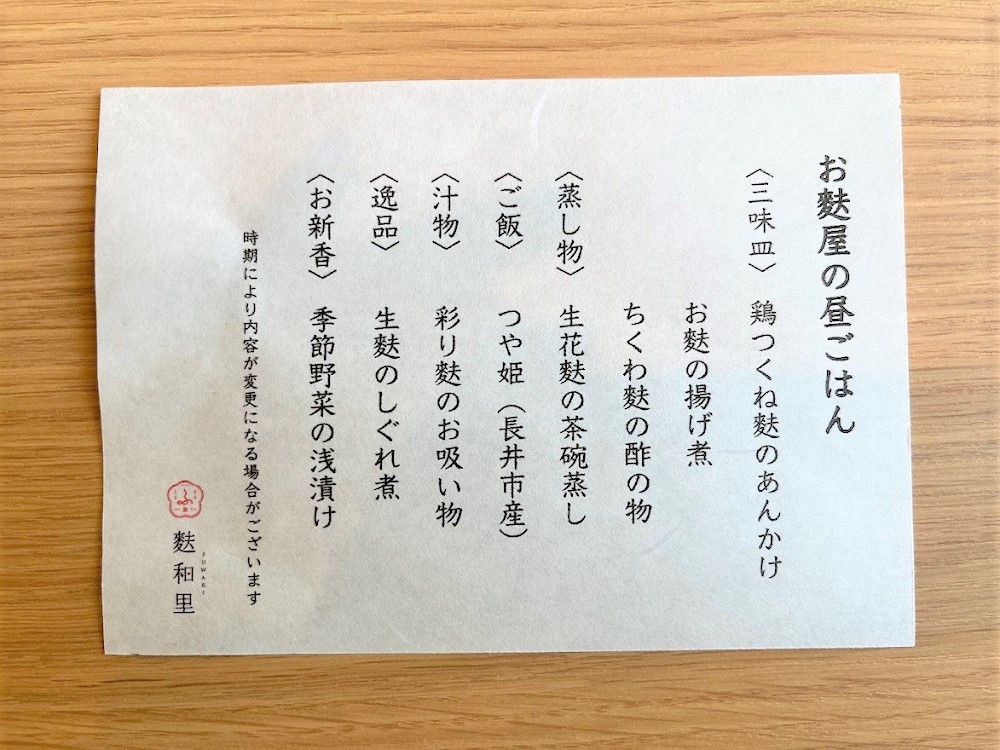 お麩屋の昼ごはん
〈三味皿〉 鶏つくね麩のあんかけ
お麩の揚げ煮
ちくわ麩の酢の物
〈蒸し物〉 生花麩の茶碗蒸し
〈ご飯〉 つや姫（長井市産）
〈汁物〉 彩り麩のお吸い物
〈逸品〉 生麩のしぐれ煮
〈お新香〉 季節野菜の浅漬け
時期により内容が変更になる場合がございます
FUWARI
麩和里